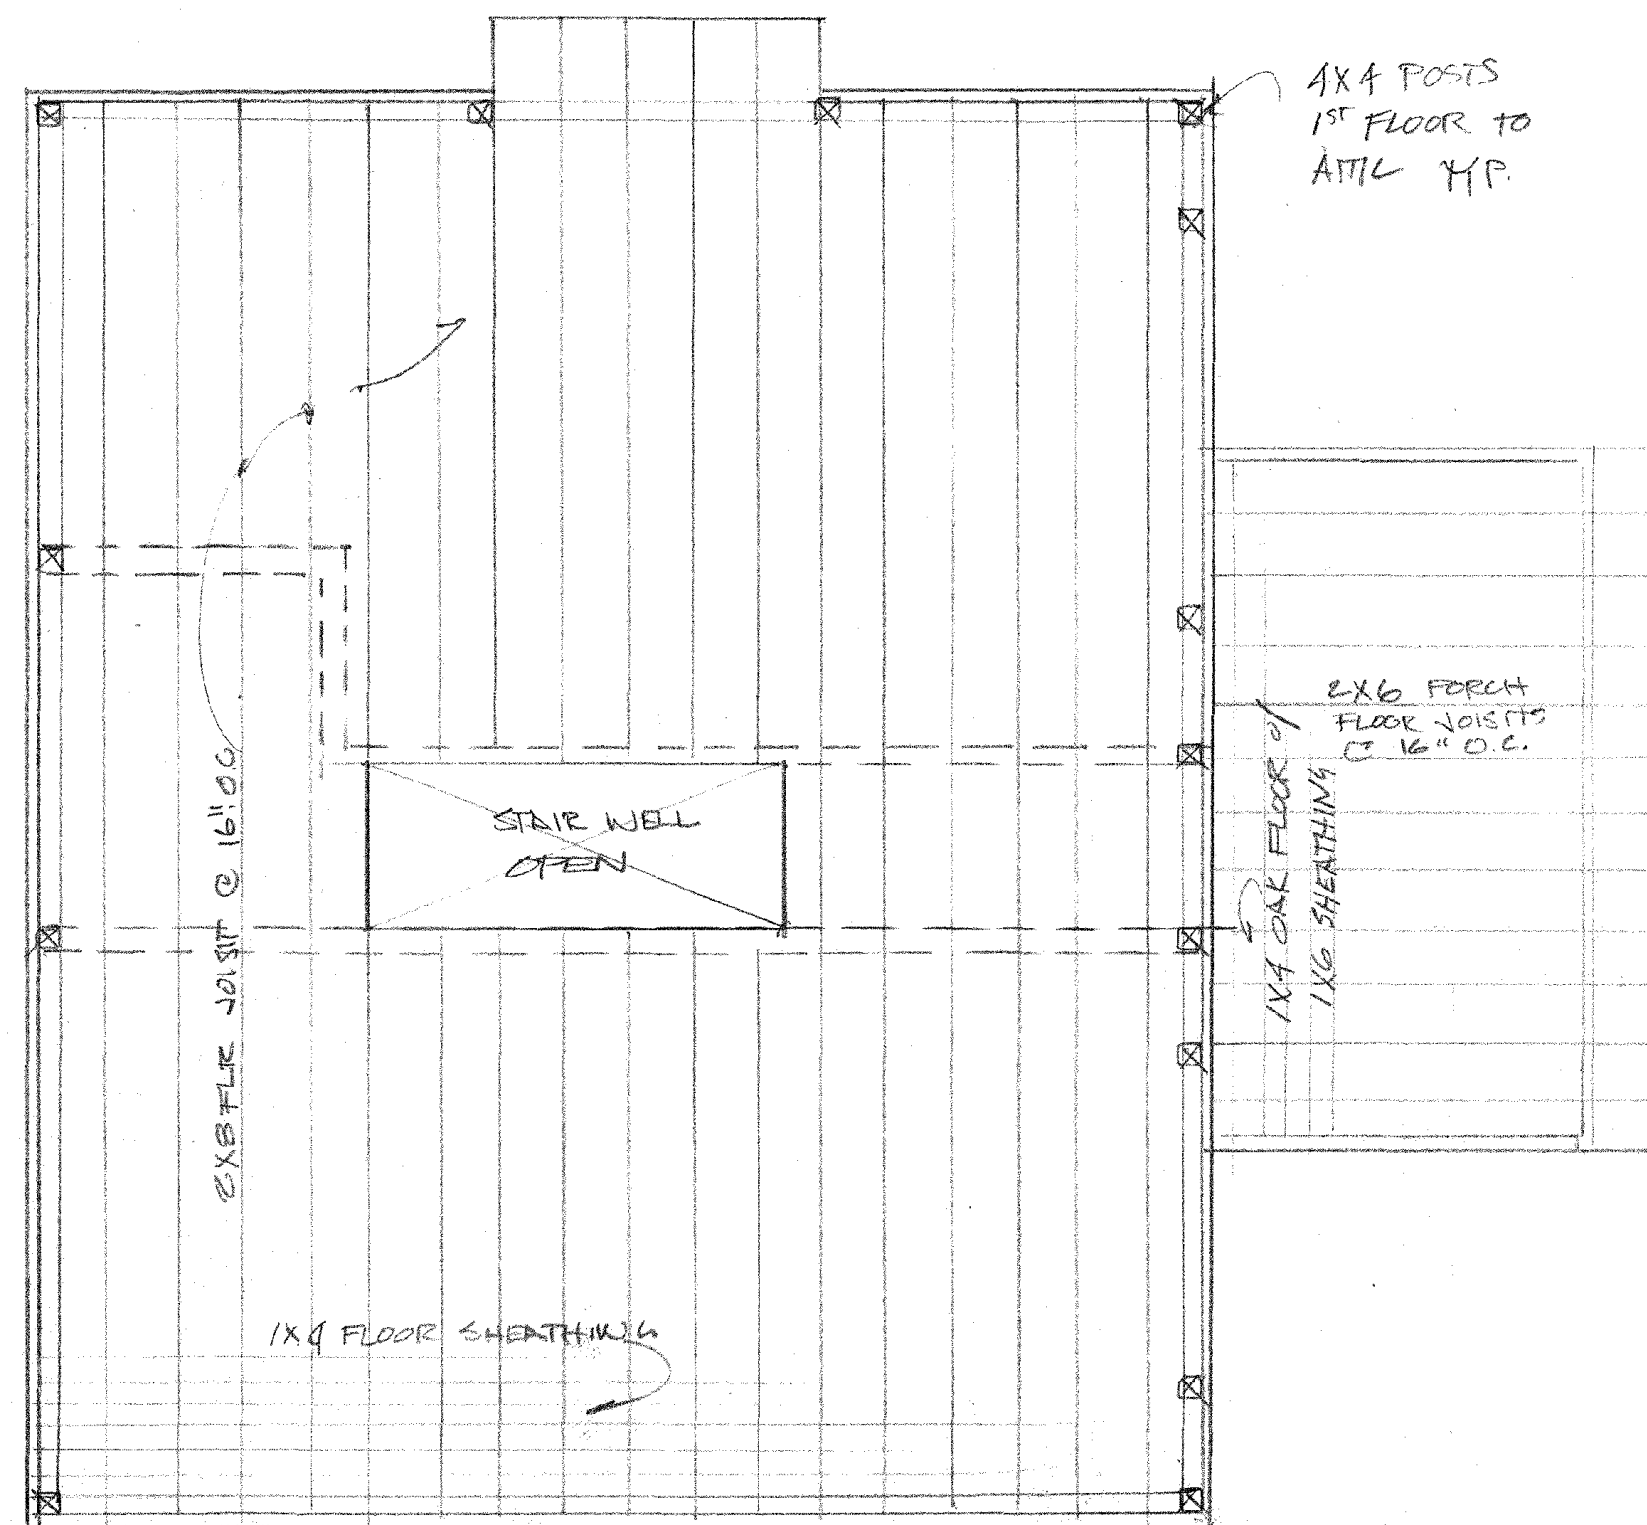 4X4 POSTS
1ST FLOOR TO
ATTIC TYP.
2X6 PORCH
FLOOR JOISTS
@ 16" O.C.
1X4 OAK FLOOR o/
1X6 SHEATHING
STAIR WELL
OPEN
2X8 FLR JOIST @ 16" OC
1X4 FLOOR SHEATHING